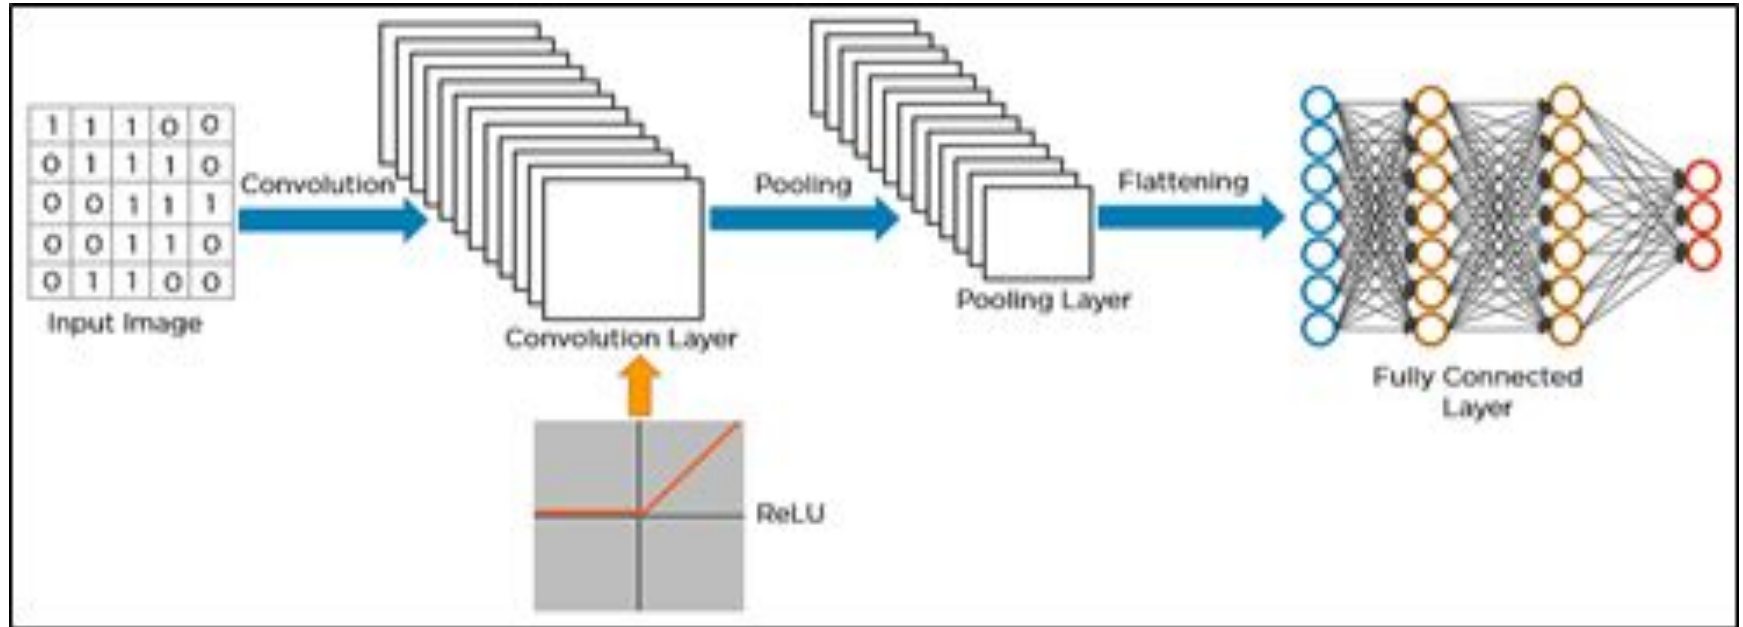 1 1 1 0 0
0 1 1 1 0
0 0 1 1 1
0 0 1 1 0
0 1 1 0 0
Input Image
Convolution
Convolution Layer
ReLU
Pooling
Pooling Layer
Flattening
Fully Connected
Layer